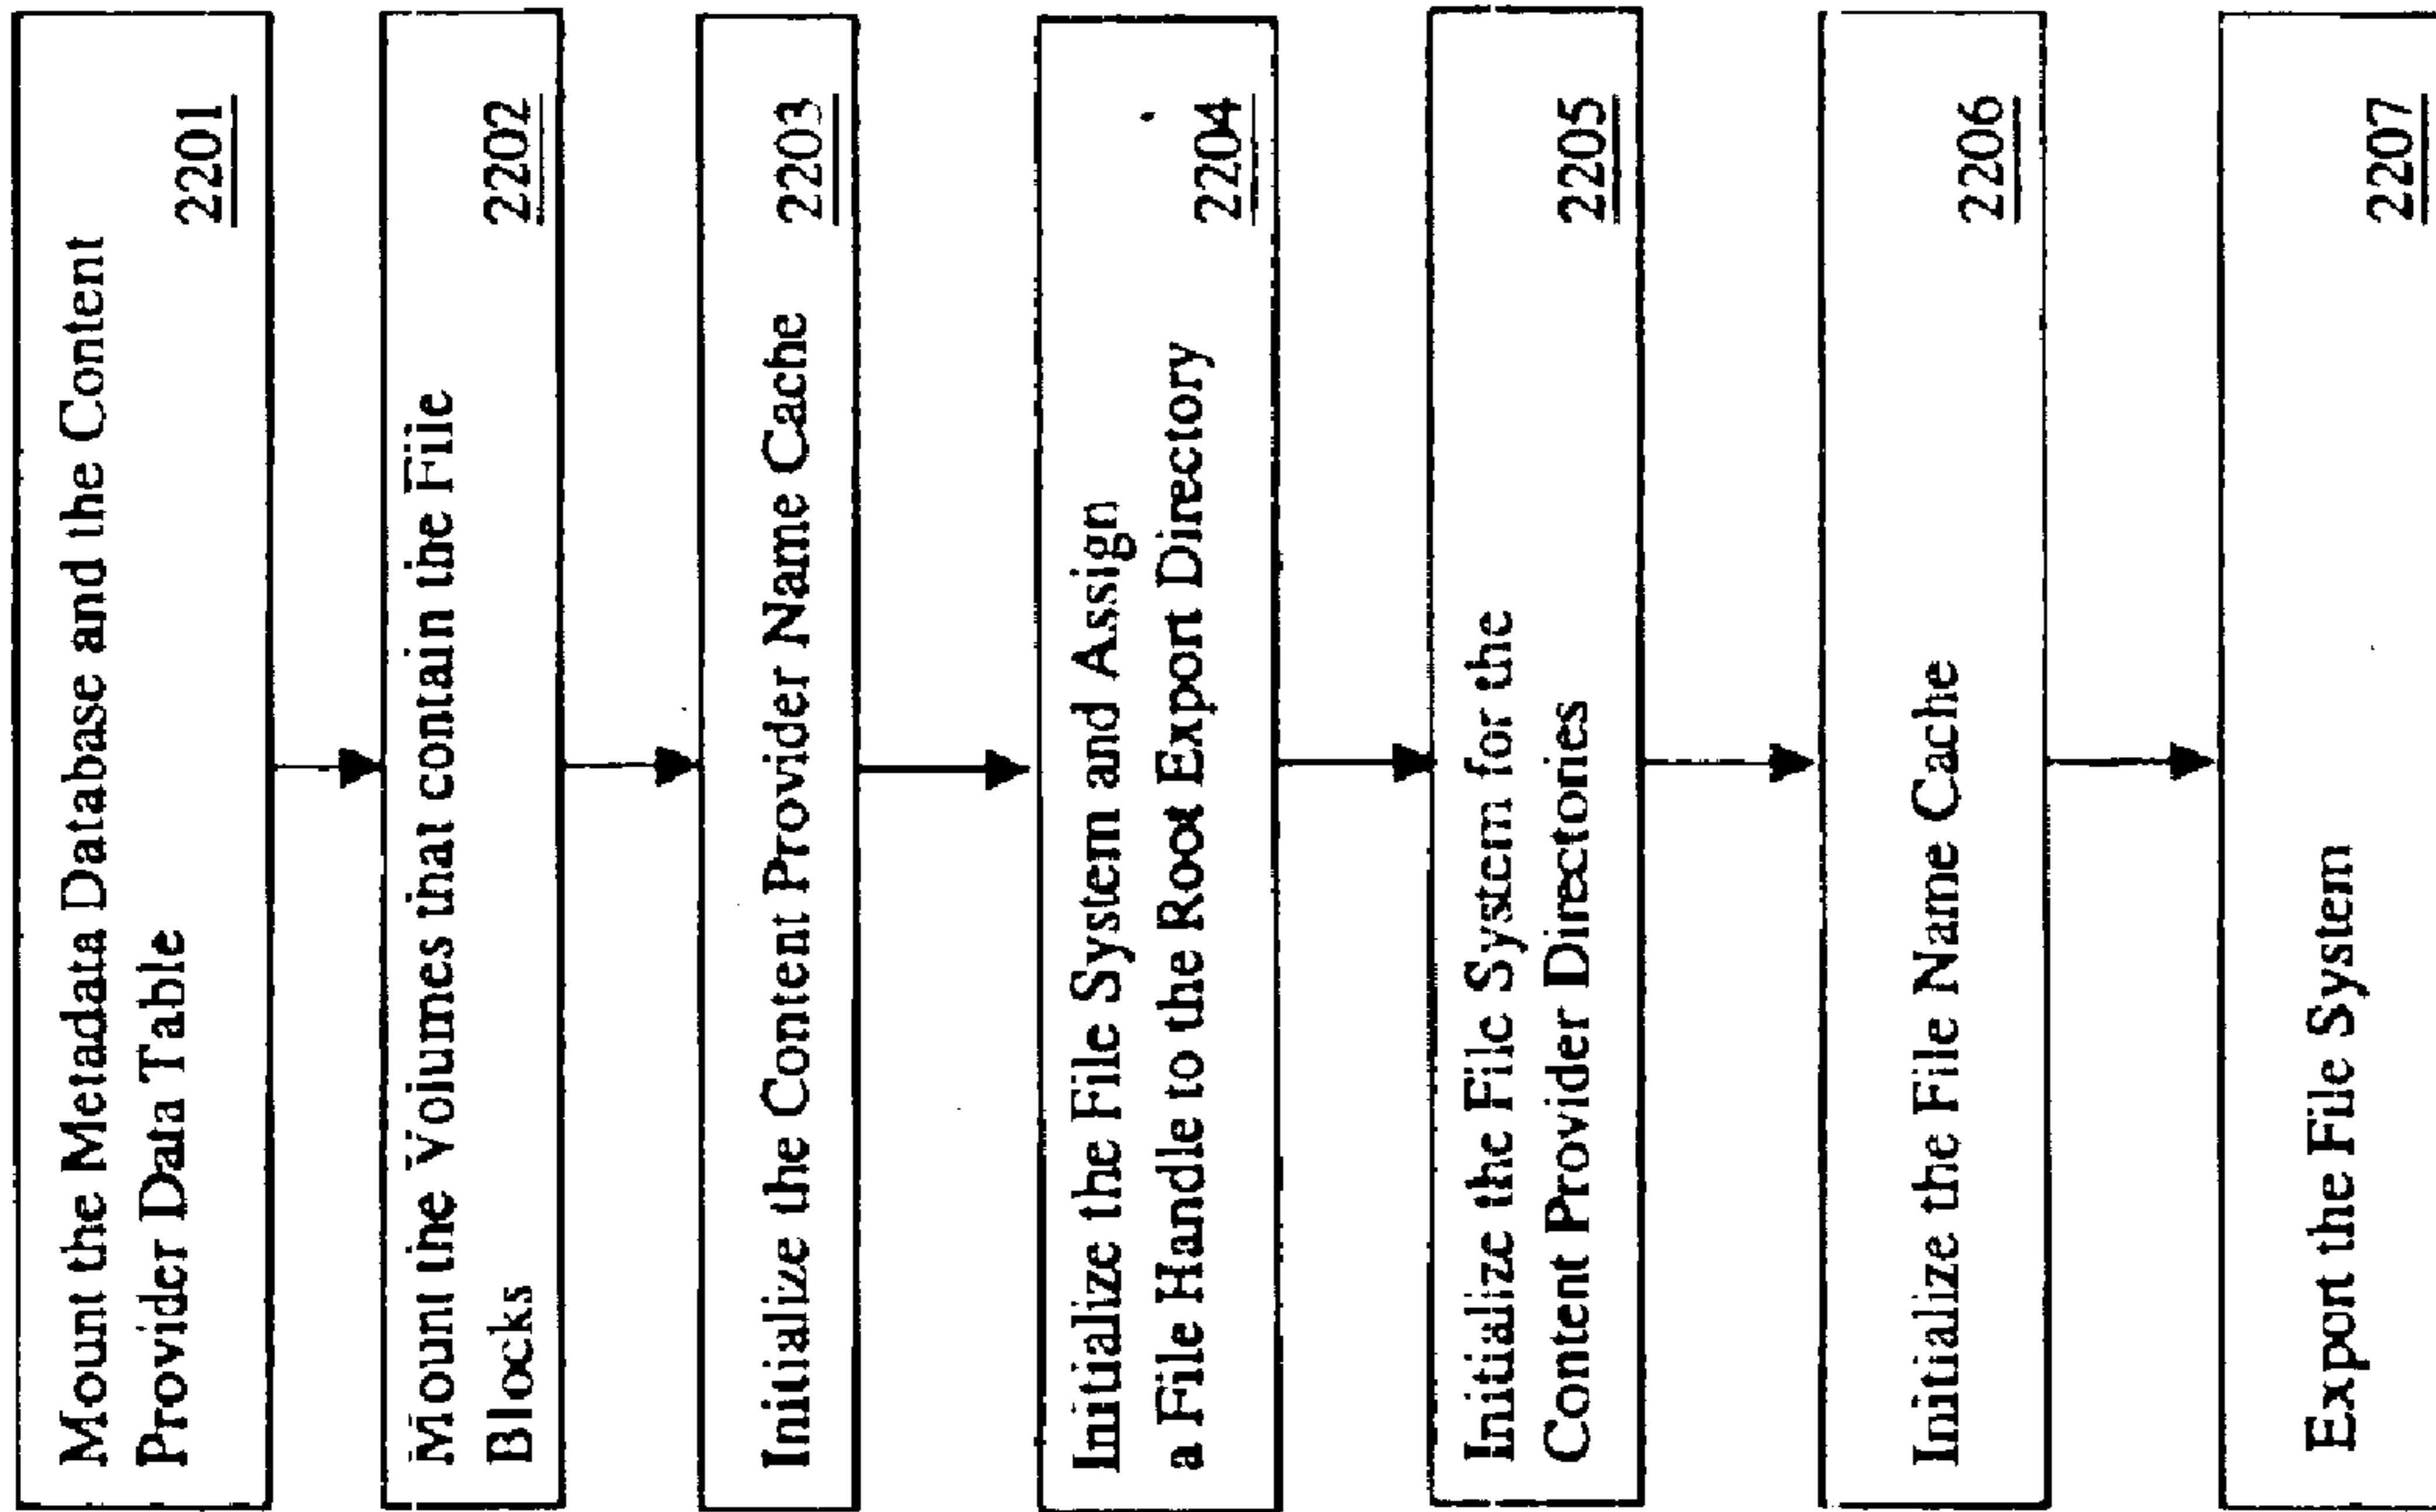 Mount the Metadata Database and the Content
Provider Data Table
2201
Mount the Volumes that contain the File
Blocks
2202
Initialize the Content Provider Name Cache
2203
Initialize the File System and Assign
a File Handle to the Root Export Directory
2204
Initialize the File System for the
Content Provider Directories
2205
Initialize the File Name Cache
2206
Export the File System
2207